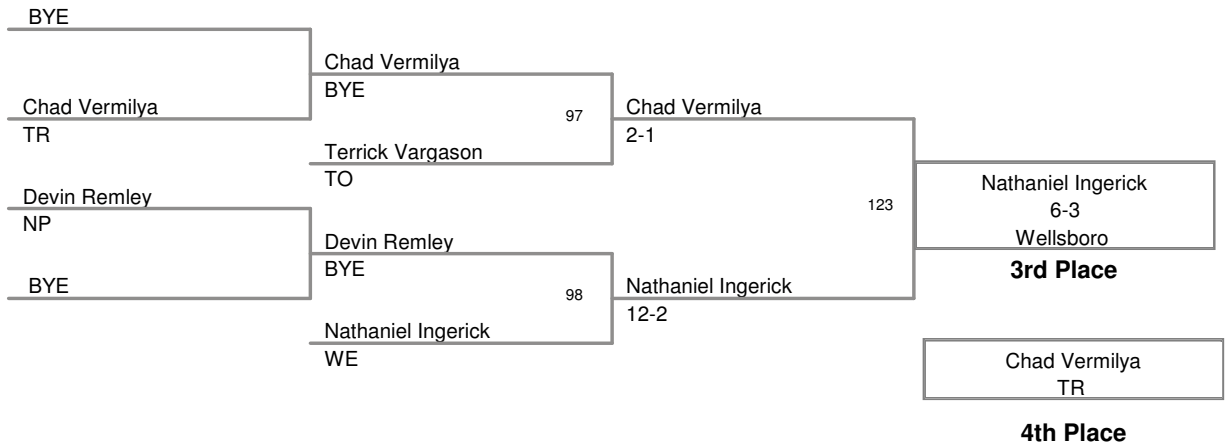 BYE
Chad Vermilya
TR
Devin Remley
NP
BYE
Chad Vermilya
BYE
97
Terrick Vargason
TO
Devin Remley
BYE
98
Nathaniel Ingerick
WE
Chad Vermilya
2-1
123
Nathaniel Ingerick
12-2
Nathaniel Ingerick
6-3
Wellsboro
3rd Place
Chad Vermilya
TR
4th Place